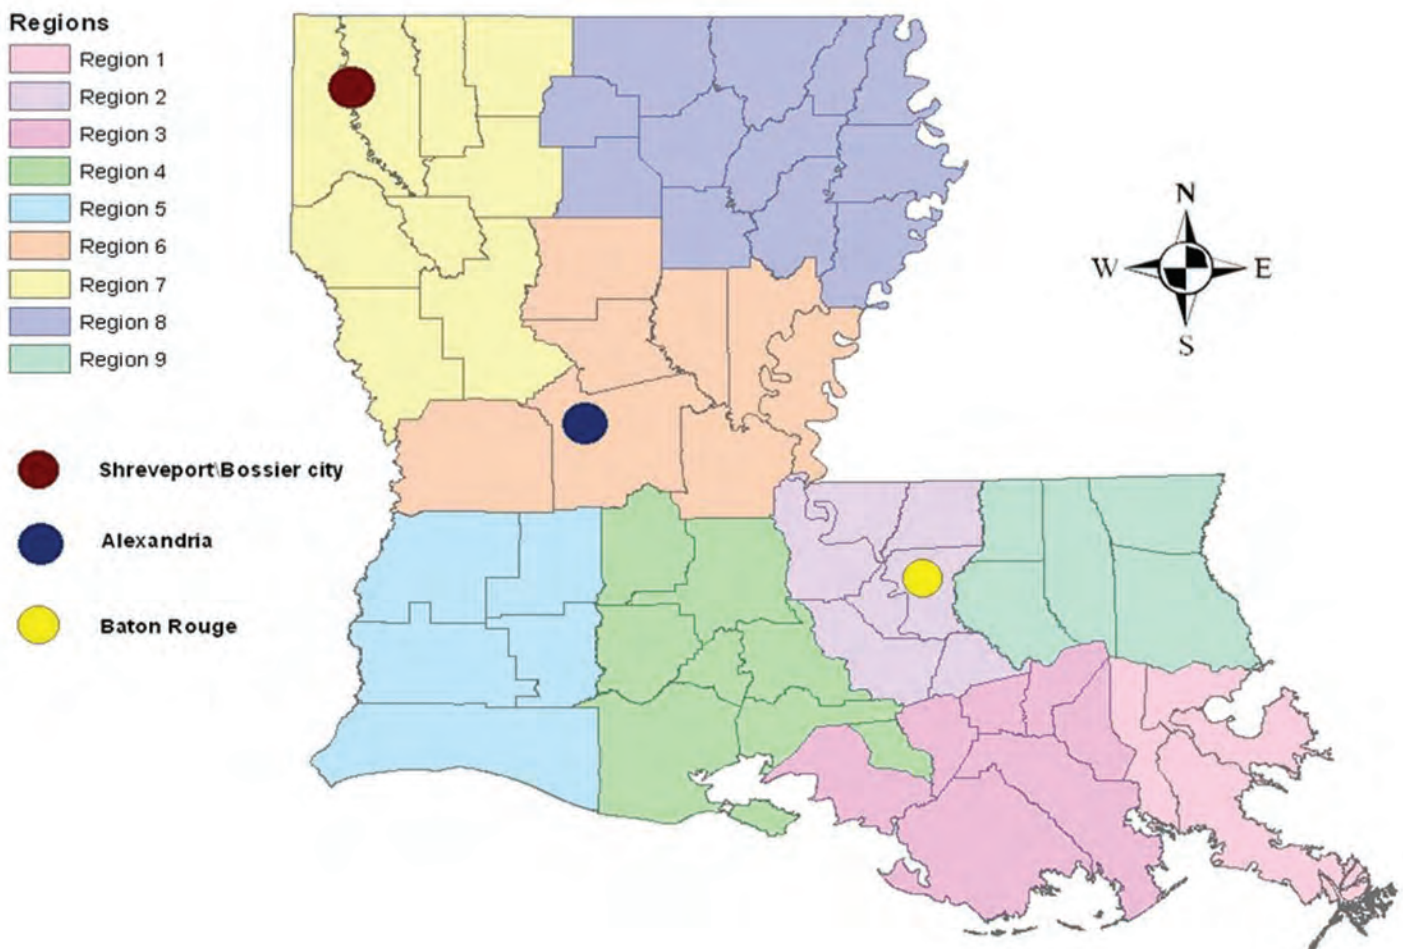 Regions
Region 1
Region 2
Region 3
Region 4
Region 5
Region 6
Region 7
Region 8
Region 9
Shreveport\Bossier city
Alexandria
Baton Rouge
N
W E
S